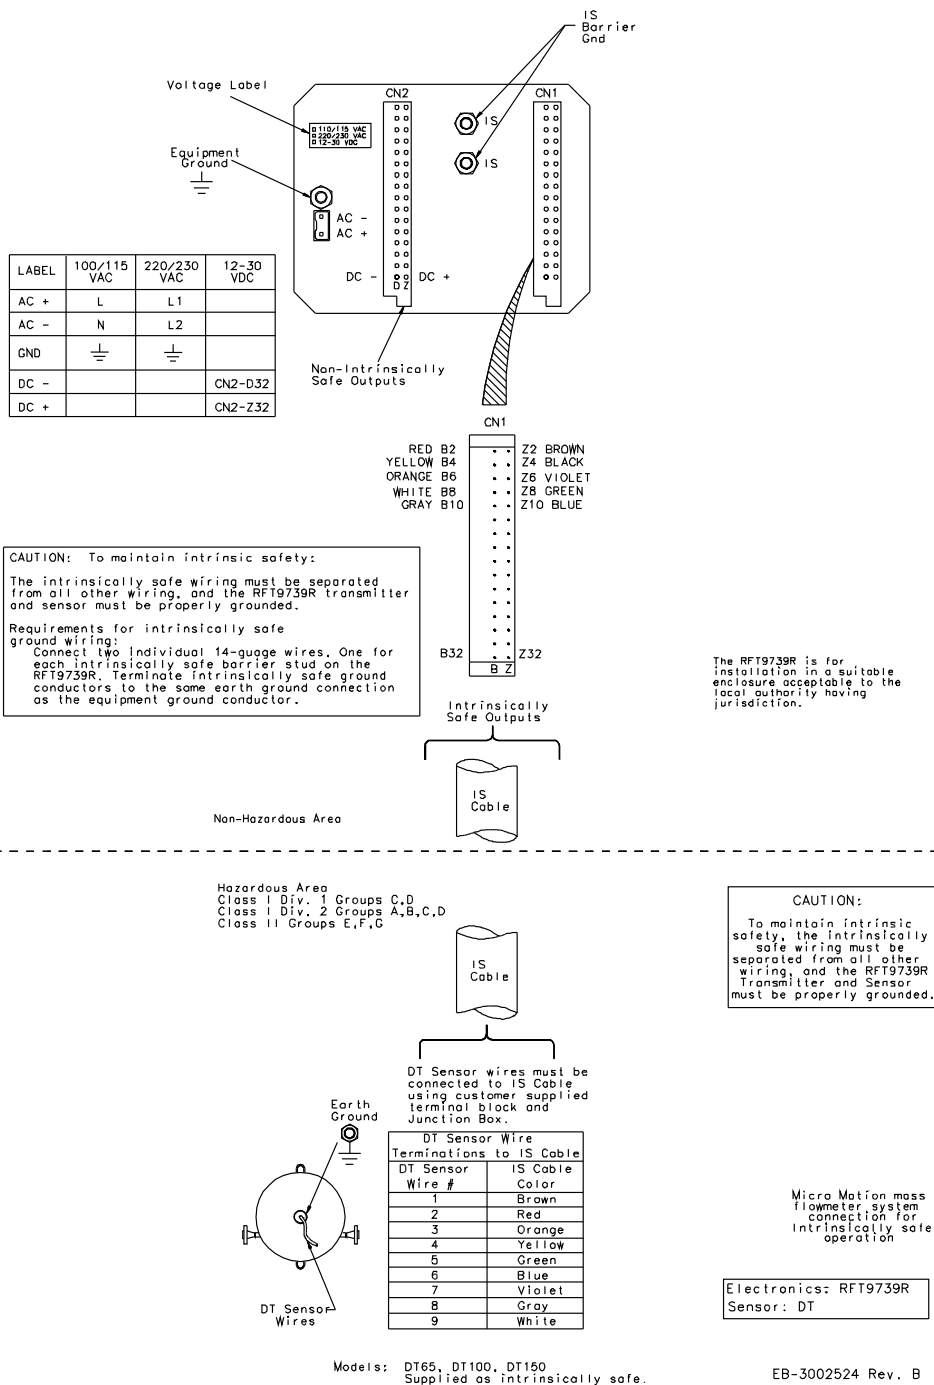 IS
Barrier
Gnd
Voltage Label
CN2
CN1
110/115 VAC
220/230 VAC
12-30 VDC
IS
IS
Equipment
Ground
AC -
AC +
DC -
DC +
D Z
LABEL 100/115 VAC 220/230 VAC 12-30 VDC
AC + L L1
AC - N L2
GND
DC - CN2-D32
DC + CN2-Z32
Non-Intrinsically
Safe Outputs
CN1
RED B2 Z2 BROWN
YELLOW B4 Z4 BLACK
ORANGE B6 Z6 VIOLET
WHITE B8 Z8 GREEN
GRAY B10 Z10 BLUE
B32 Z32
B Z
CAUTION: To maintain intrinsic safety:
The intrinsically safe wiring must be separated
from all other wiring, and the RFT9739R transmitter
and sensor must be properly grounded.
Requirements for intrinsically safe
ground wiring:
Connect two individual 14-guage wires. One for
each intrinsically safe barrier stud on the
RFT9739R. Terminate intrinsically safe ground
conductors to the same earth ground connection
as the equipment ground conductor.
The RFT9739R is for
installation in a suitable
enclosure acceptable to the
local authority having
jurisdiction.
Intrinsically
Safe Outputs
IS
Cable
Non-Hazardous Area
Hazardous Area
Class I Div. 1 Groups C,D
Class I Div. 2 Groups A,B,C,D
Class II Groups E,F,G
IS
Cable
CAUTION:
To maintain intrinsic
safety, the intrinsically
safe wiring must be
separated from all other
wiring, and the RFT9739R
Transmitter and Sensor
must be properly grounded.
DT Sensor wires must be
connected to IS Cable
using customer supplied
terminal block and
Junction Box.
Earth
Ground
DT Sensor Wire
Terminations to IS Cable
DT Sensor IS Cable
Wire # Color
1 Brown
2 Red
3 Orange
4 Yellow
5 Green
6 Blue
7 Violet
8 Gray
9 White
DT Sensor
Wires
Micro Motion mass
flowmeter system
connection for
Intrinsically safe
operation
Electronics: RFT9739R
Sensor: DT
Models: DT65, DT100, DT150
Supplied as intrinsically safe.
EB-3002524 Rev. B